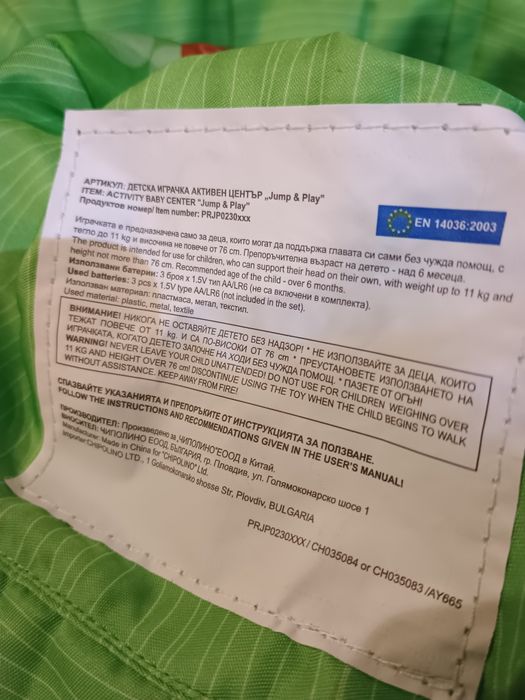 АРТИКУЛ: ДЕТСКА ИГРАЧКА АКТИВЕН ЦЕНТЪР „Jump & Play"
ITEM: ACTIVITY BABY CENTER "Jump & Play"
Продуктов номер/ Item number: PRJP0230xxx
EN 14036:2003
Играчката е предназначена само за деца, които могат да поддържа главата си сами без чужда помощ, с
тегло до 11 kg и височина не повече от 76 cm. Препоръчителна възраст на детето - над 6 месеца.
The product is intended for use for children, who can support their head on their own, with weight up to 11 kg and
height not more than 76 cm. Recommended age of the child - over 6 months.
Използвани батерии: 3 броя x 1.5V тип AA/LR6 (не са включени в комплекта).
Used batteries: 3 pcs x 1.5V type AA/LR6 (not included in the set).
Използван материал: пластмаса, метал, текстил.
Used material: plastic, metal, textile
ВНИМАНИЕ! НИКОГА НЕ ОСТАВЯЙТЕ ДЕТЕТО БЕЗ НАДЗОР! * НЕ ИЗПОЛЗВАЙТЕ ЗА ДЕЦА, КОИТО
ТЕЖАТ ПОВЕЧЕ ОТ 11 kg. И СА ПО-ВИСОКИ ОТ 76 cm * ПРЕУСТАНОВЕТЕ ИЗПОЛЗВАНЕТО НА
ИГРАЧКАТА, КОГАТО ДЕТЕТО ЗАПОЧНЕ НА ХОДИ БЕЗ ЧУЖДА ПОМОЩ. * ПАЗЕТЕ ОТ ОГЪН!
WARNING! NEVER LEAVE YOUR CHILD UNATTENDED! DO NOT USE FOR CHILDREN WEIGHING OVER
11 KG AND HEIGHT OVER 76 cm! DISCONTINUE USING THE TOY WHEN THE CHILD BEGINS TO WALK
WITHOUT ASSISTANCE. KEEP AWAY FROM FIRE!
СПАЗВАЙТЕ УКАЗАНИЯТА И ПРЕПОРЪКИТЕ ОТ ИНСТРУКЦИЯТА ЗА ПОЛЗВАНЕ.
FOLLOW THE INSTRUCTIONS AND RECOMMENDATIONS GIVEN IN THE USER'S MANUAL!
ПРОИЗВОДИТЕЛ: Произведено за „ЧИПОЛИНО"ЕООД в Китай.
ВНОСИТЕЛ: ЧИПОЛИНО ЕООД, БЪЛГАРИЯ, гр. Пловдив, ул. Голямоконарско шосе 1
Manufacturer: Made in China for "CHIPOLINO" Ltd.
Importer:CHIPOLINO LTD., 1 Goliamokonarsko shosse Str, Plovdiv, BULGARIA
PRJP0230XXX / CH035084 or CH035083 /AY665